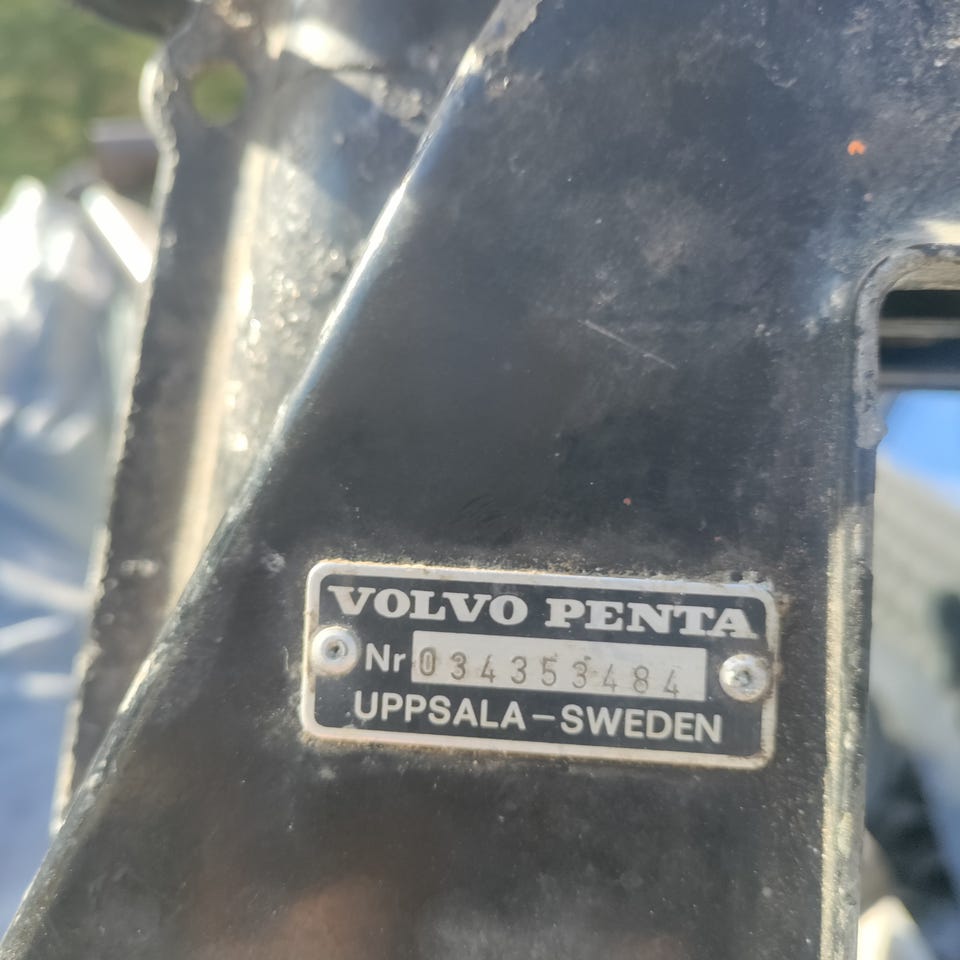 VOLVO PENTA
Nr 034353484
UPPSALA-SWEDEN